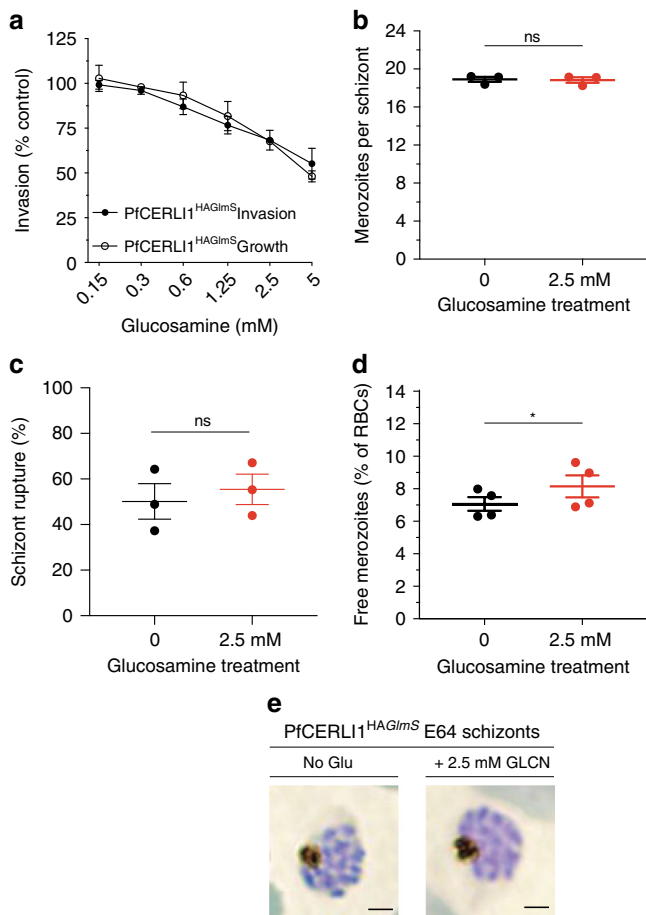 a
125
100
75
50
25
0
Invasion (% control)
PfCERLI1HAGlmS Invasion
PfCERLI1HAGlmS Growth
0.15
0.3
0.6
1.25
2.5
5
Glucosamine (mM)
b
24
20
16
12
8
4
0
Merozoites per schizont
ns
0
2.5 mM
Glucosamine treatment
c
100
80
60
40
20
0
Schizont rupture (%)
ns
0
2.5 mM
Glucosamine treatment
d
14
12
10
8
6
4
2
0
Free merozoites (% of RBCs)
*
0
2.5 mM
Glucosamine treatment
e
PfCERLI1HAGlmS E64 schizonts
No Glu
+ 2.5 mM GLCN